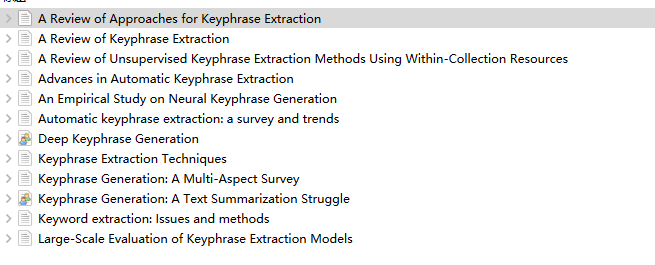 A Review of Approaches for Keyphrase Extraction
A Review of Keyphrase Extraction
A Review of Unsupervised Keyphrase Extraction Methods Using Within-Collection Resources
Advances in Automatic Keyphrase Extraction
An Empirical Study on Neural Keyphrase Generation
Automatic keyphrase extraction: a survey and trends
Deep Keyphrase Generation
Keyphrase Extraction Techniques
Keyphrase Generation: A Multi-Aspect Survey
Keyphrase Generation: A Text Summarization Struggle
Keyword extraction: Issues and methods
Large-Scale Evaluation of Keyphrase Extraction Models